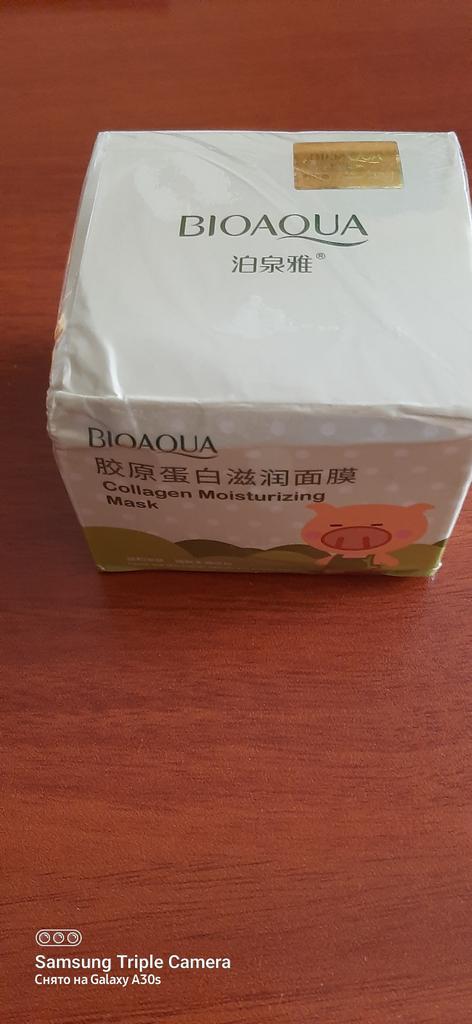 BIOAQUA
BIOAQUA
泊泉雅®
BIOAQUA
胶原蛋白滋润面膜
Collagen Moisturizing
Mask
Samsung Triple Camera
Снято на Galaxy A30s